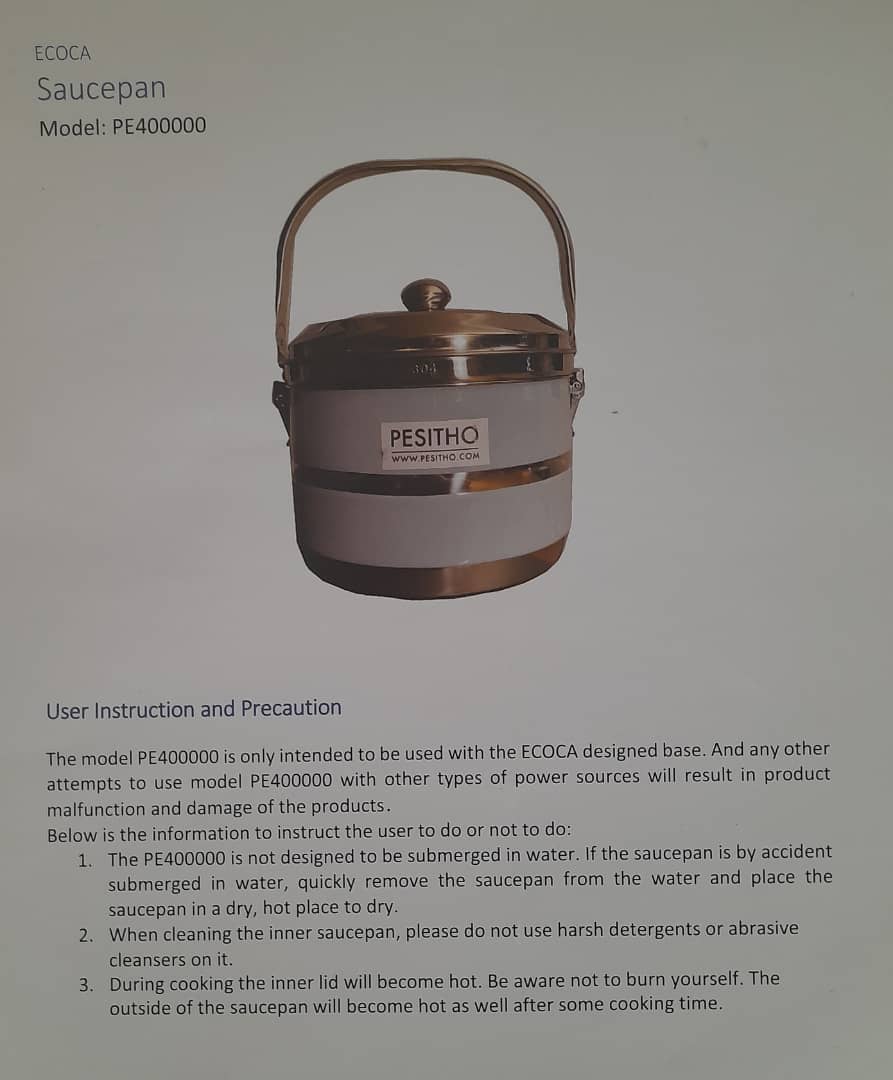 ECOCA
Saucepan
Model: PE400000
304
PESITHO
WWW.PESITHO.COM
User Instruction and Precaution
The model PE400000 is only intended to be used with the ECOCA designed base. And any other
attempts to use model PE400000 with other types of power sources will result in product
malfunction and damage of the products.
Below is the information to instruct the user to do or not to do:
1. The PE400000 is not designed to be submerged in water. If the saucepan is by accident
submerged in water, quickly remove the saucepan from the water and place the
saucepan in a dry, hot place to dry.
2. When cleaning the inner saucepan, please do not use harsh detergents or abrasive
cleansers on it.
3. During cooking the inner lid will become hot. Be aware not to burn yourself. The
outside of the saucepan will become hot as well after some cooking time.